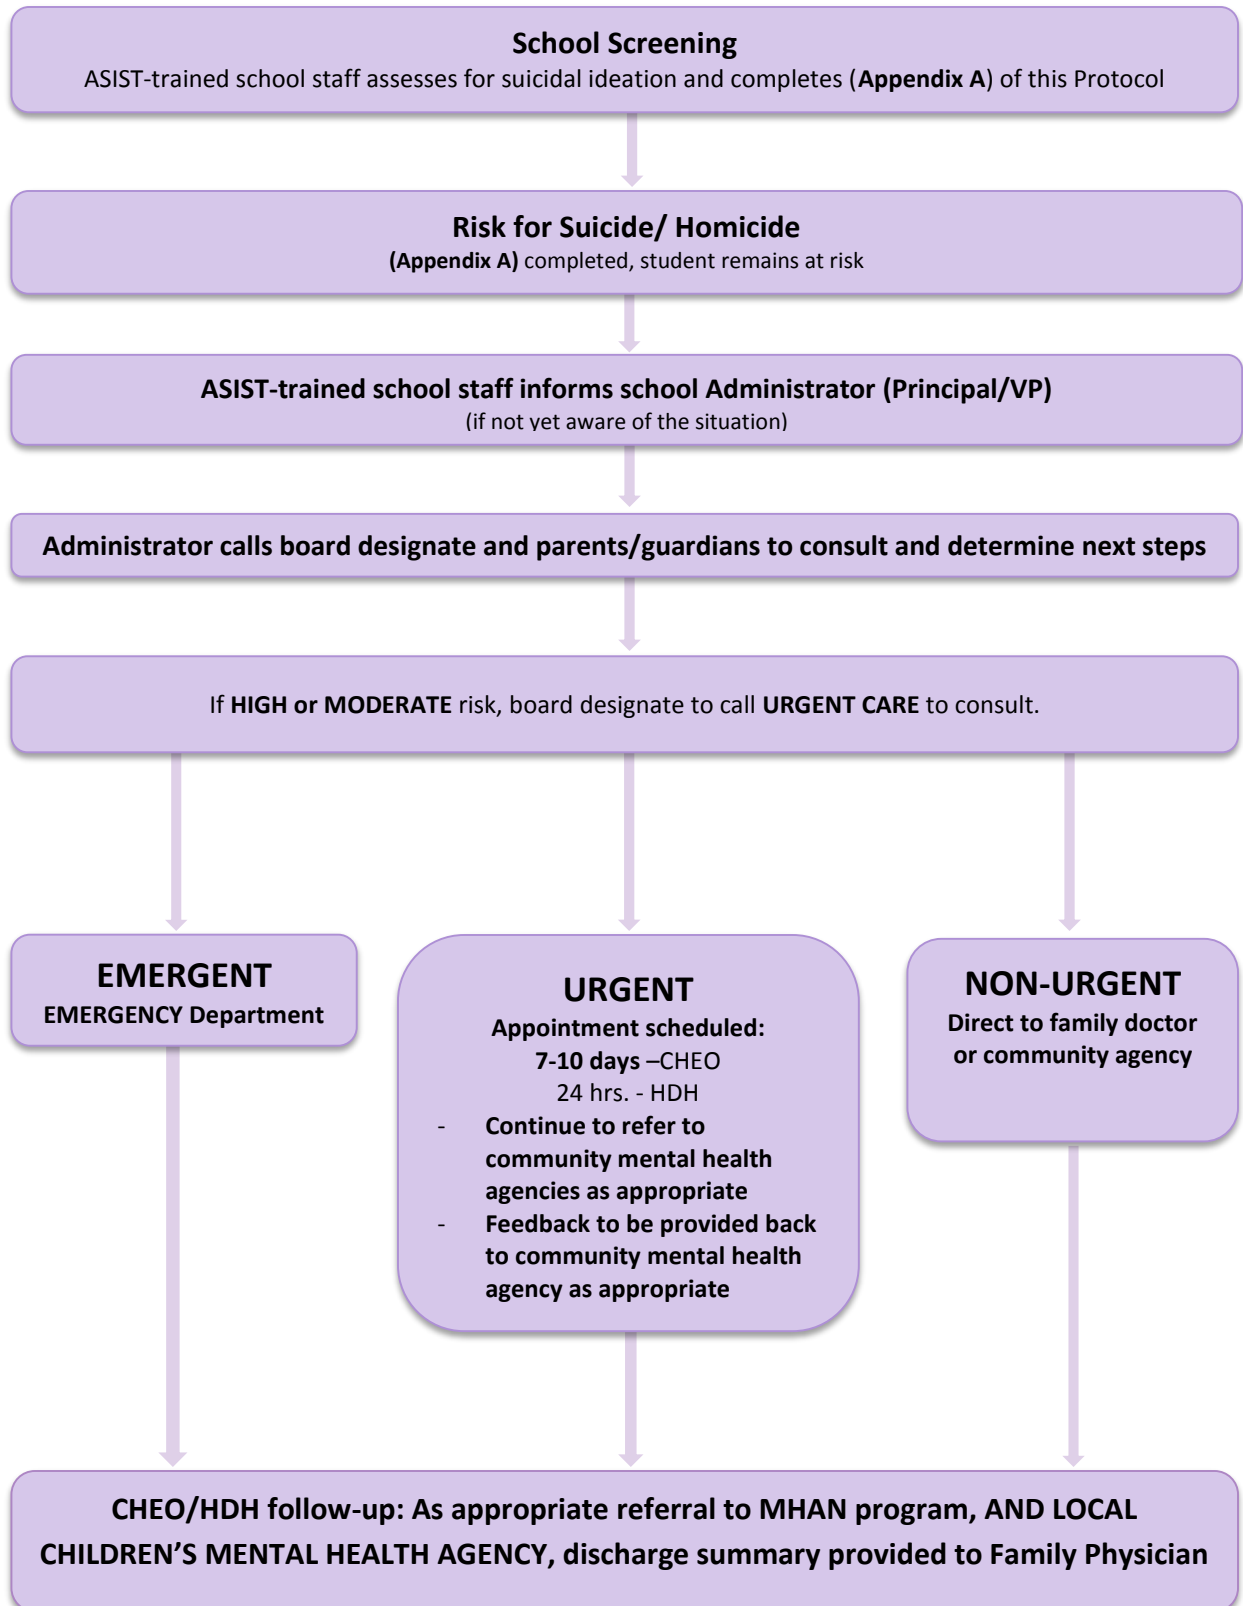 School Screening
ASIST-trained school staff assesses for suicidal ideation and completes (Appendix A) of this Protocol
Risk for Suicide/ Homicide
(Appendix A) completed, student remains at risk
ASIST-trained school staff informs school Administrator (Principal/VP)
(if not yet aware of the situation)
Administrator calls board designate and parents/guardians to consult and determine next steps
If HIGH or MODERATE risk, board designate to call URGENT CARE to consult.
EMERGENT
EMERGENCY Department
URGENT
Appointment scheduled:
7-10 days –CHEO
24 hrs. - HDH
- Continue to refer to
community mental health
agencies as appropriate
- Feedback to be provided back
to community mental health
agency as appropriate
NON-URGENT
Direct to family doctor
or community agency
CHEO/HDH follow-up: As appropriate referral to MHAN program, AND LOCAL
CHILDREN’S MENTAL HEALTH AGENCY, discharge summary provided to Family Physician